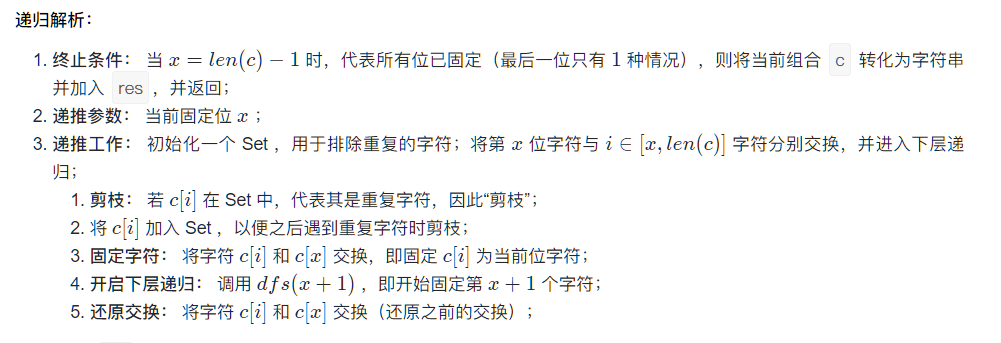 递归解析：
1. 终止条件： 当 x = len(c) − 1 时，代表所有位已固定（最后一位只有 1 种情况），则将当前组合 c 转化为字符串
并加入 res ，并返回；
2. 递推参数： 当前固定位 x ；
3. 递推工作： 初始化一个 Set ，用于排除重复的字符；将第 x 位字符与 i ∈ [x, len(c)] 字符分别交换，并进入下层递
归；
1. 剪枝： 若 c[i] 在 Set 中，代表其是重复字符，因此“剪枝”；
2. 将 c[i] 加入 Set ，以便之后遇到重复字符时剪枝；
3. 固定字符： 将字符 c[i] 和 c[x] 交换，即固定 c[i] 为当前位字符；
4. 开启下层递归： 调用 dfs(x + 1) ，即开始固定第 x + 1 个字符；
5. 还原交换： 将字符 c[i] 和 c[x] 交换（还原之前的交换）；